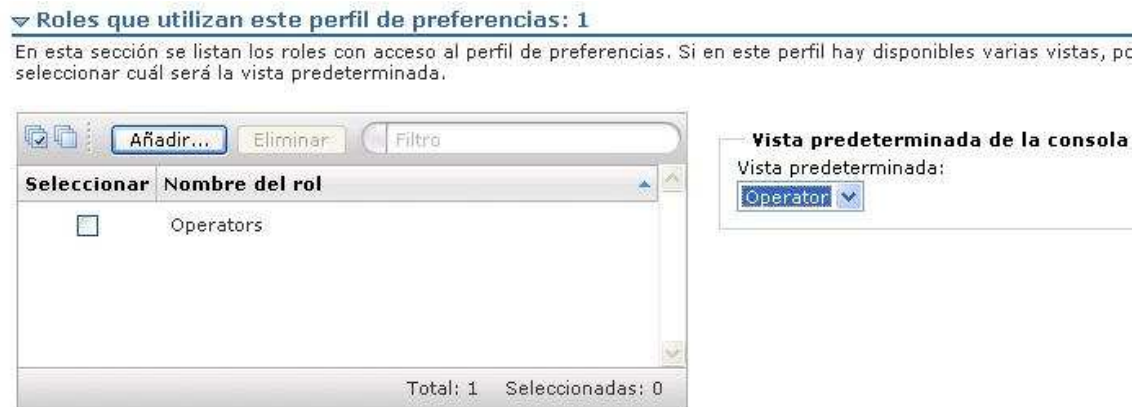 Roles que utilizan este perfil de preferencias: 1
En esta sección se listan los roles con acceso al perfil de preferencias. Si en este perfil hay disponibles varias vistas,
seleccionar cuál será la vista predeterminada.
Añadir... Eliminar Filtro
Seleccionar Nombre del rol
Operators
Total: 1 Seleccionadas: 0
Vista predeterminada de la consola
Vista predeterminada:
Operator